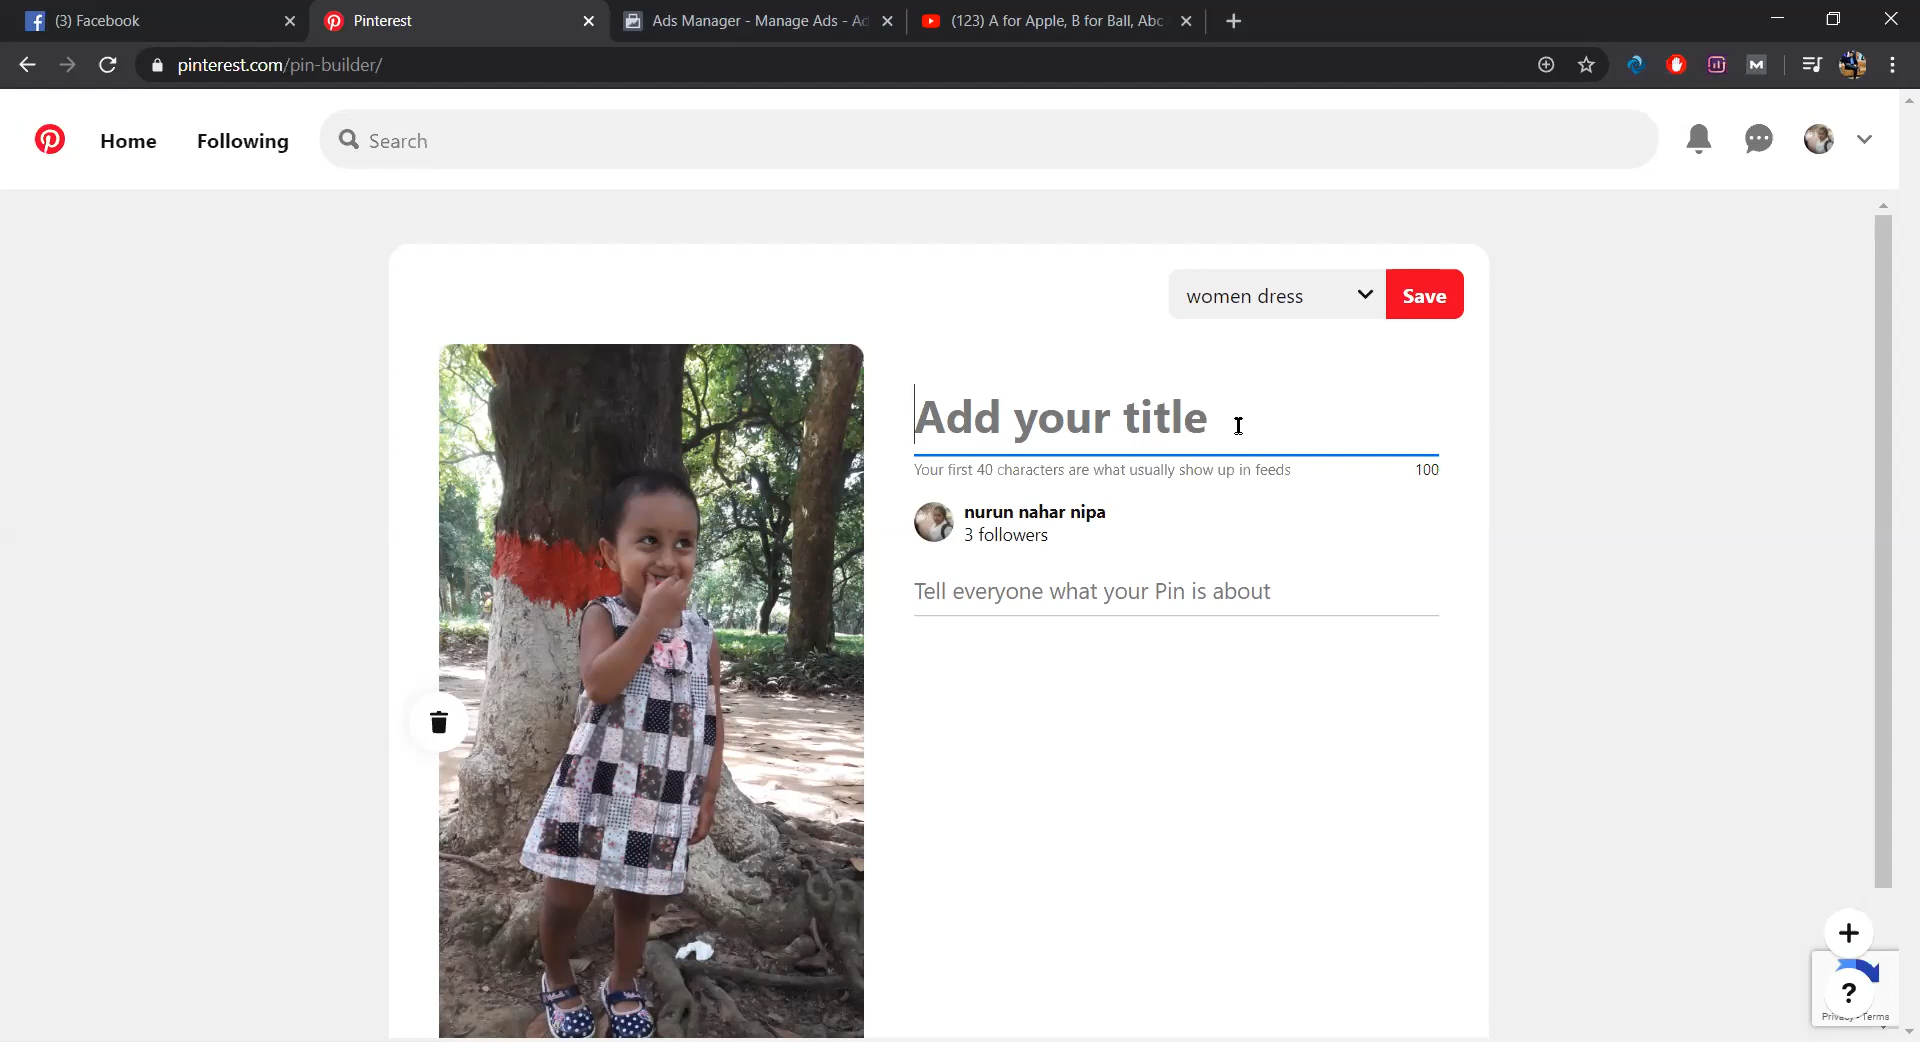 (3) Facebook
Pinterest
Ads Manager - Manage Ads - Ac
(123) A for Apple, B for Ball, Abc
pinterest.com/pin-builder/
Home
Following
Search
women dress
Save
Add your title
Your first 40 characters are what usually show up in feeds
100
nurun nahar nipa
3 followers
Tell everyone what your Pin is about
Privacy - Terms